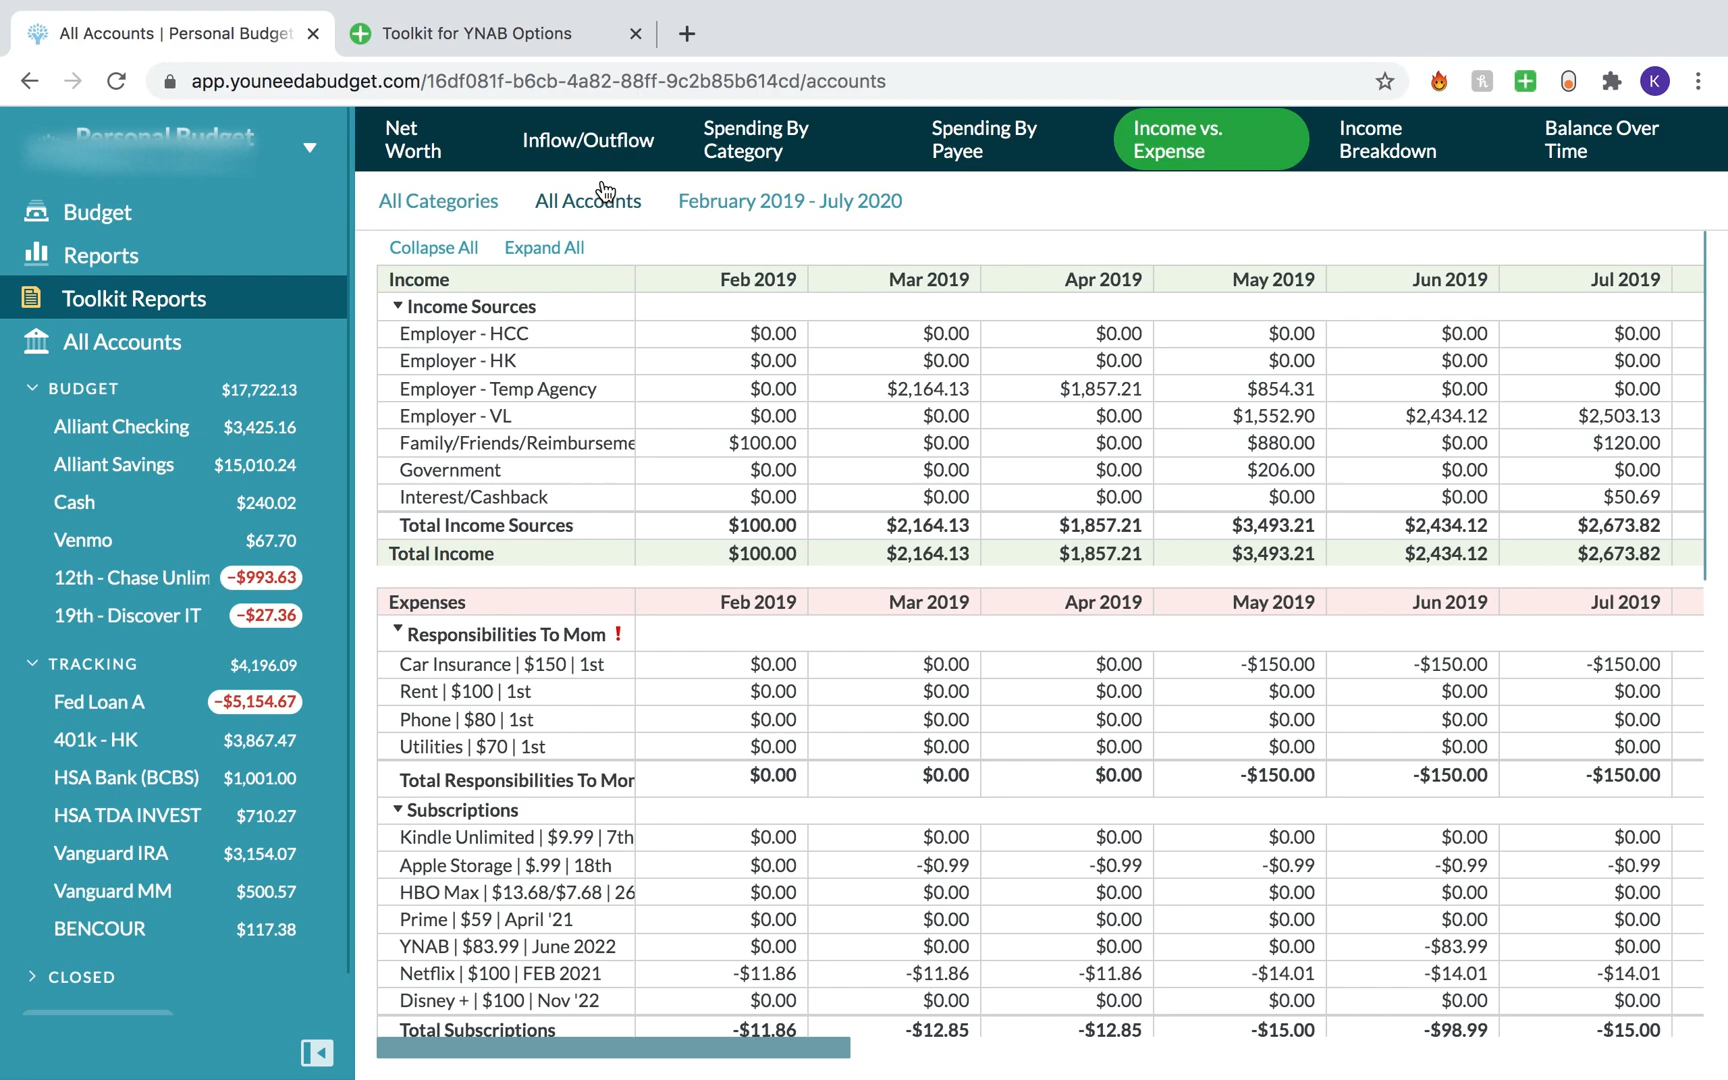 All Accounts | Personal Budget
Toolkit for YNAB Options
app.youneedabudget.com/16df081f-b6cb-4a82-88ff-9c2b85b614cd/accounts
K
Personal Budget
Budget
Reports
Toolkit Reports
All Accounts
BUDGET $17,722.13
Alliant Checking $3,425.16
Alliant Savings $15,010.24
Cash $240.02
Venmo $67.70
12th - Chase Unlim -$993.63
19th - Discover IT -$27.36
TRACKING $4,196.09
Fed Loan A -$5,154.67
401k - HK $3,867.47
HSA Bank (BCBS) $1,001.00
HSA TDA INVEST $710.27
Vanguard IRA $3,154.07
Vanguard MM $500.57
BENCOUR $117.38
CLOSED
Net Worth
Inflow/Outflow
Spending By Category
Spending By Payee
Income vs. Expense
Income Breakdown
Balance Over Time
All Categories All Accounts February 2019 - July 2020
Collapse All Expand All
Income Feb 2019 Mar 2019 Apr 2019 May 2019 Jun 2019 Jul 2019
Income Sources
Employer - HCC $0.00 $0.00 $0.00 $0.00 $0.00 $0.00
Employer - HK $0.00 $0.00 $0.00 $0.00 $0.00 $0.00
Employer - Temp Agency $0.00 $2,164.13 $1,857.21 $854.31 $0.00 $0.00
Employer - VL $0.00 $0.00 $0.00 $1,552.90 $2,434.12 $2,503.13
Family/Friends/Reimburseme $100.00 $0.00 $0.00 $880.00 $0.00 $120.00
Government $0.00 $0.00 $0.00 $206.00 $0.00 $0.00
Interest/Cashback $0.00 $0.00 $0.00 $0.00 $0.00 $50.69
Total Income Sources $100.00 $2,164.13 $1,857.21 $3,493.21 $2,434.12 $2,673.82
Total Income $100.00 $2,164.13 $1,857.21 $3,493.21 $2,434.12 $2,673.82
Expenses Feb 2019 Mar 2019 Apr 2019 May 2019 Jun 2019 Jul 2019
Responsibilities To Mom !
Car Insurance | $150 | 1st $0.00 $0.00 $0.00 -$150.00 -$150.00 -$150.00
Rent | $100 | 1st $0.00 $0.00 $0.00 $0.00 $0.00 $0.00
Phone | $80 | 1st $0.00 $0.00 $0.00 $0.00 $0.00 $0.00
Utilities | $70 | 1st $0.00 $0.00 $0.00 $0.00 $0.00 $0.00
Total Responsibilities To Mor $0.00 $0.00 $0.00 -$150.00 -$150.00 -$150.00
Subscriptions
Kindle Unlimited | $9.99 | 7th $0.00 $0.00 $0.00 $0.00 $0.00 $0.00
Apple Storage | $.99 | 18th $0.00 -$0.99 -$0.99 -$0.99 -$0.99 -$0.99
HBO Max | $13.68/$7.68 | 26 $0.00 $0.00 $0.00 $0.00 $0.00 $0.00
Prime | $59 | April '21 $0.00 $0.00 $0.00 $0.00 $0.00 $0.00
YNAB | $83.99 | June 2022 $0.00 $0.00 $0.00 $0.00 -$83.99 $0.00
Netflix | $100 | FEB 2021 -$11.86 -$11.86 -$11.86 -$14.01 -$14.01 -$14.01
Disney + | $100 | Nov '22 $0.00 $0.00 $0.00 $0.00 $0.00 $0.00
Total Subscriptions -$11.86 -$12.85 -$12.85 -$15.00 -$98.99 -$15.00